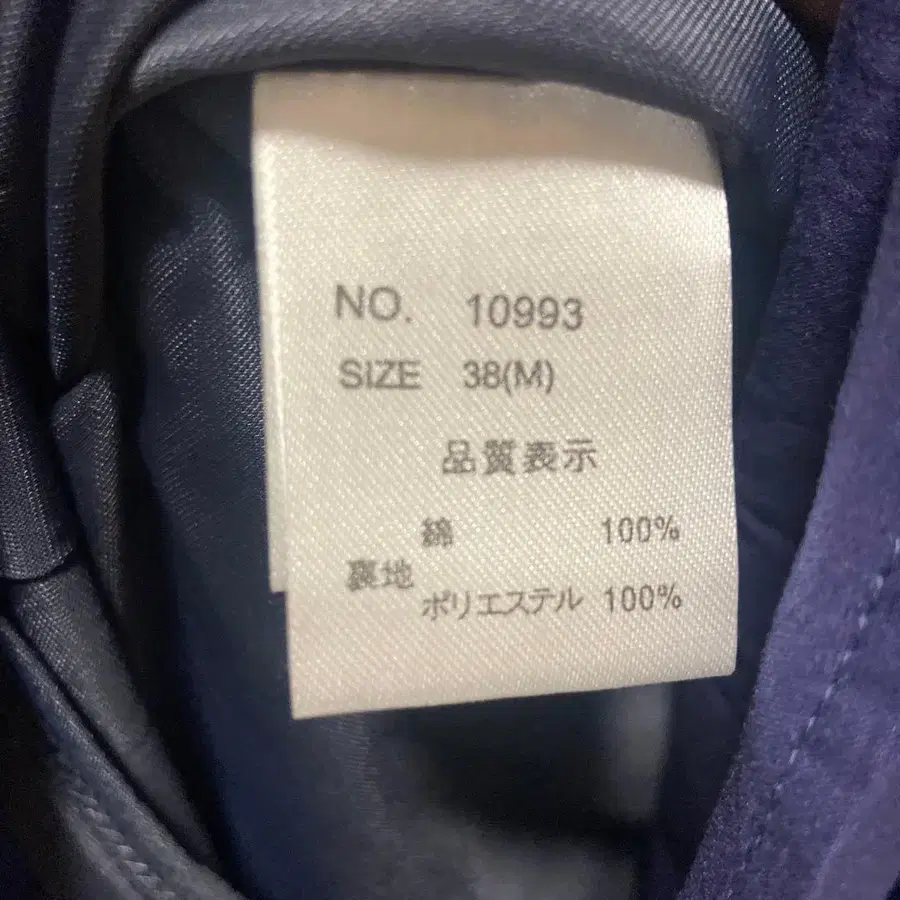 NO. 10993
SIZE 38(M)
品質表示
綿 100%
裏地
ポリエステル 100%